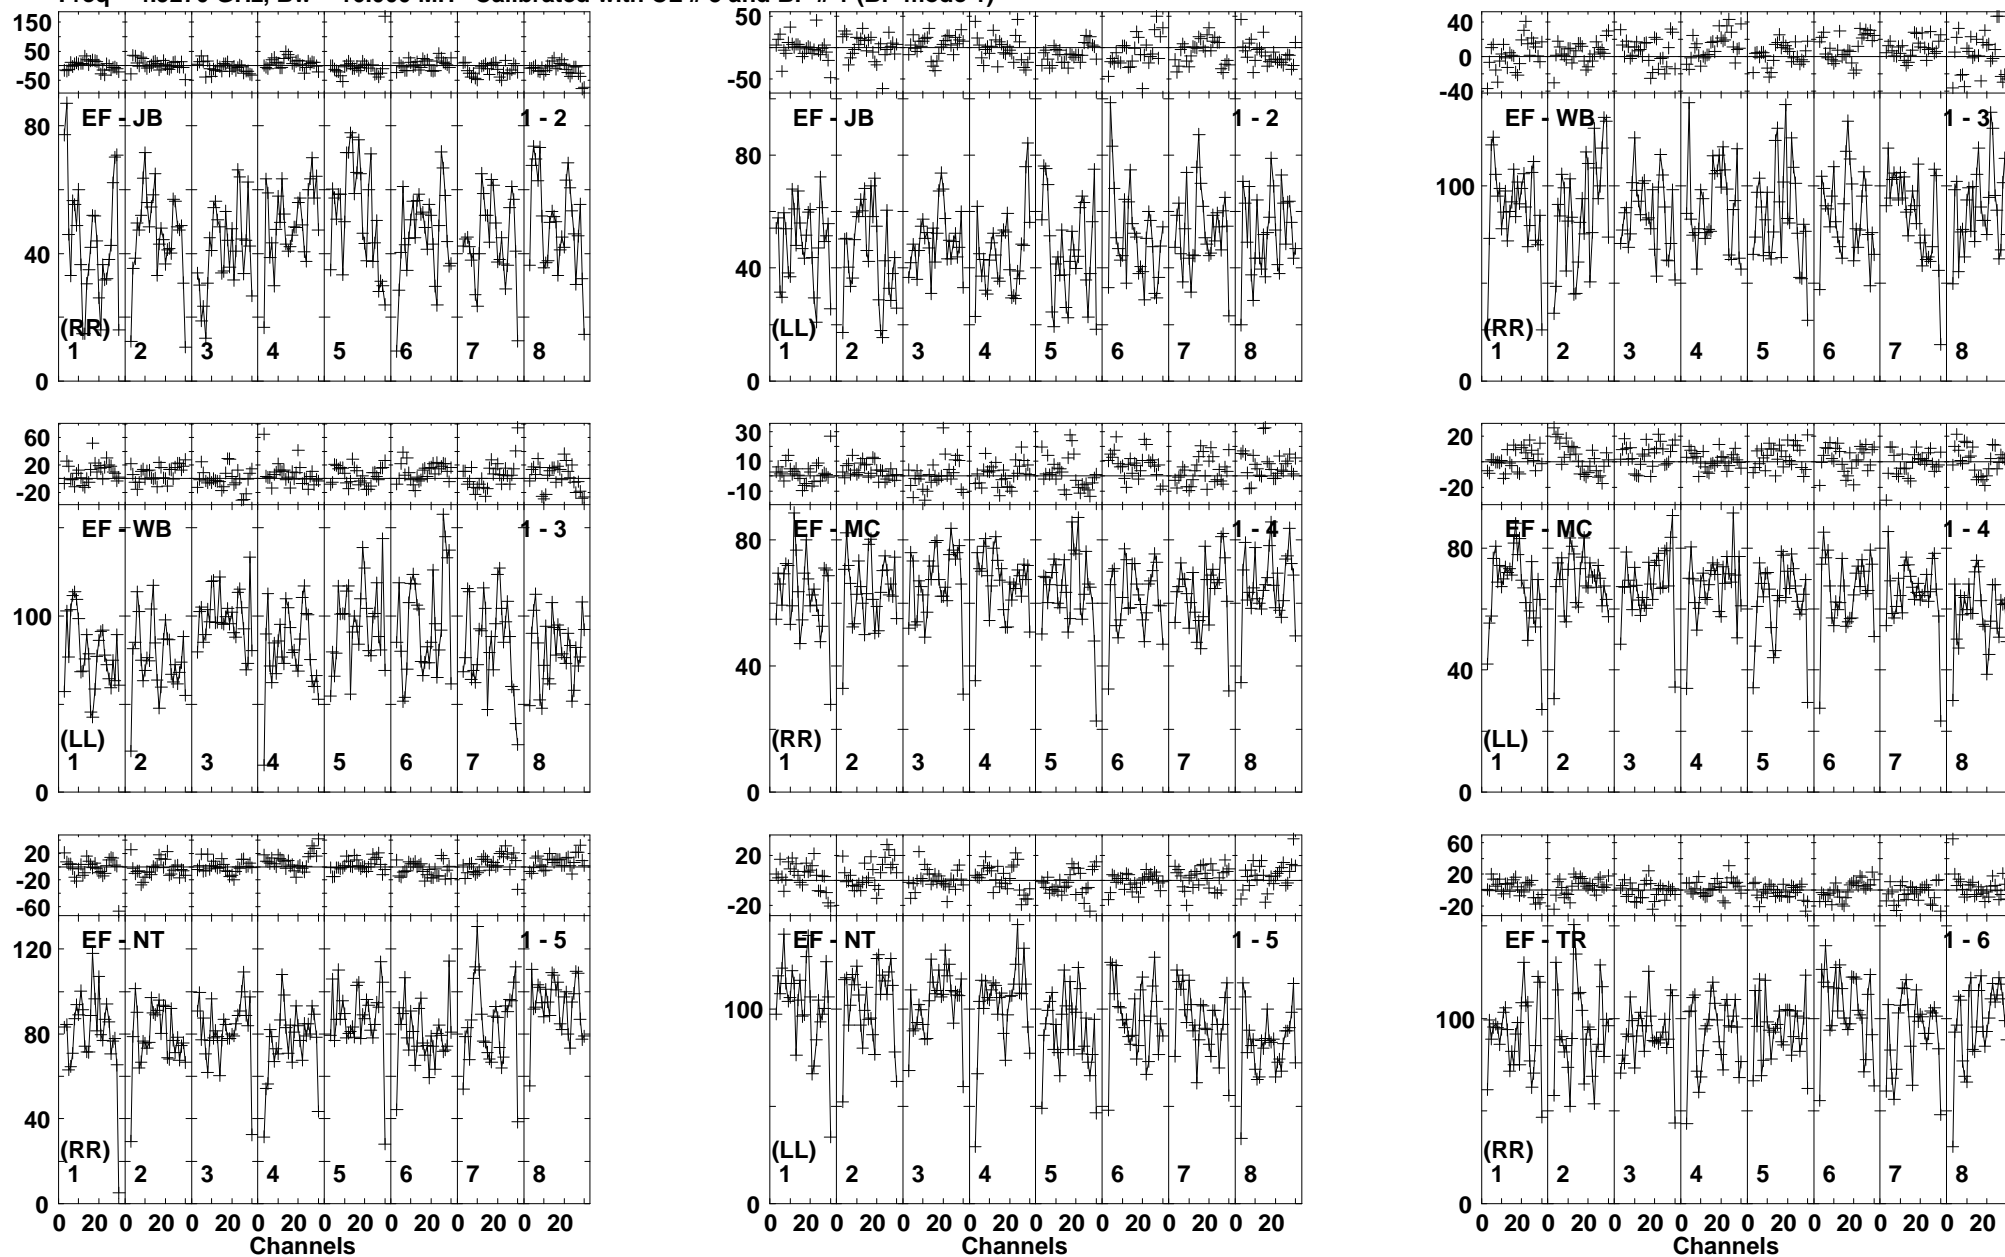 150 50 -50
50 -50
40 0 -40
EF - JB 1 - 2
80 40 0
(RR)
1 2 3 4 5 6 7 8
EF - JB 1 - 2
80 40 0
(LL)
1 2 3 4 5 6 7 8
EF - WB 1 - 3
100 0
(RR)
1 2 3 4 5 6 7 8
60 20 -20
30 10 -10
20 -20
EF - WB 1 - 3
100 0
(LL)
1 2 3 4 5 6 7 8
EF - MC 1 - 4
80 40 0
(RR)
1 2 3 4 5 6 7 8
EF - MC 1 - 4
80 40 0
(LL)
1 2 3 4 5 6 7 8
20 -20 -60
20 -20
60 20 -20
EF - NT 1 - 5
120 80 40 0
(RR)
1 2 3 4 5 6 7 8
0 20 0 20 0 20 0 20 0 20 0 20 0 20 0 20
Channels
EF - NT 1 - 5
100 0
(LL)
1 2 3 4 5 6 7 8
0 20 0 20 0 20 0 20 0 20 0 20 0 20 0 20
Channels
EF - TR 1 - 6
100 0
(RR)
1 2 3 4 5 6 7 8
0 20 0 20 0 20 0 20 0 20 0 20 0 20 0 20
Channels